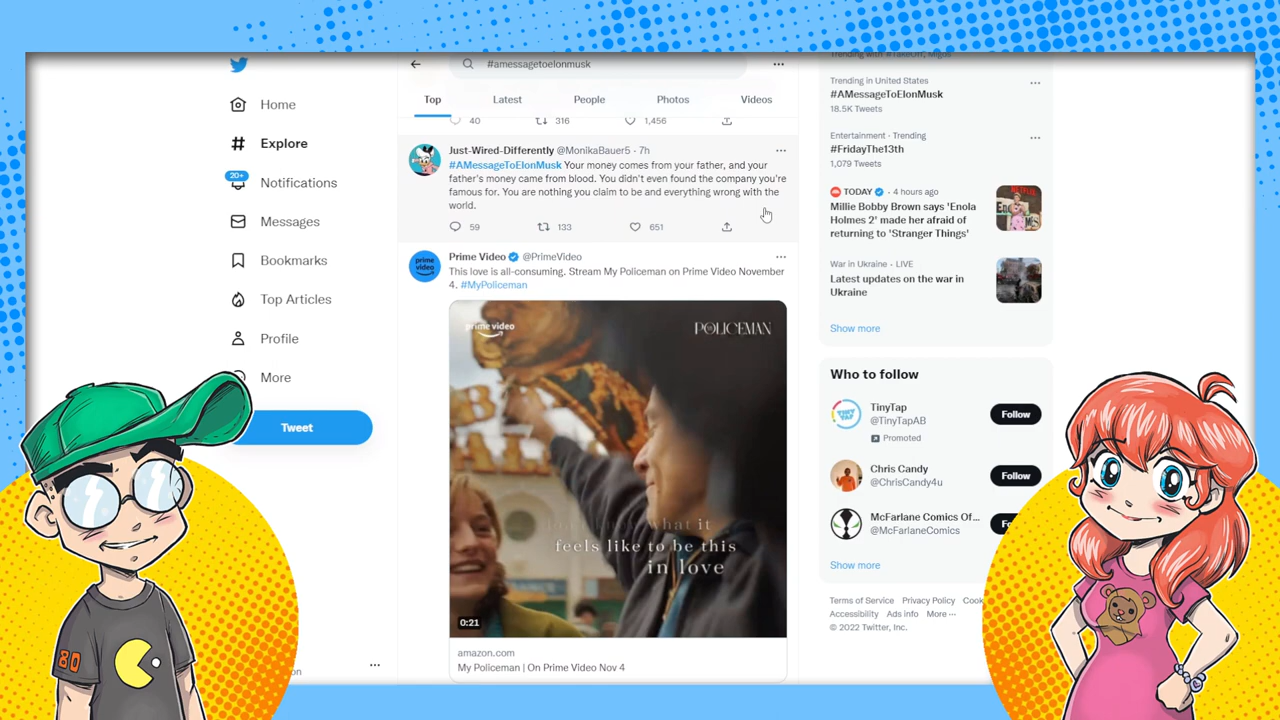 Home
Explore
20+
Notifications
Messages
Bookmarks
Top Articles
Profile
More
Tweet
#amessagetoelonmusk
Top
Latest
People
Photos
Videos
40
316
1,456
Just-Wired-Differently @MonikaBauer5 · 7h
#AMessageToElonMusk Your money comes from your father, and your
father's money came from blood. You didn't even found the company you're
famous for. You are nothing you claim to be and everything wrong with the
world.
59
133
651
Prime Video @PrimeVideo
This love is all-consuming. Stream My Policeman on Prime Video November
4. #MyPoliceman
prime video
prime video
POLICEMAN
what it
feels like to be this
in love
0:21
amazon.com
My Policeman | On Prime Video Nov 4
Trending in United States
#AMessageToElonMusk
18.5K Tweets
Entertainment · Trending
#FridayThe13th
1,079 Tweets
TODAY · 4 hours ago
Millie Bobby Brown says 'Enola
Holmes 2' made her afraid of
returning to 'Stranger Things'
War in Ukraine · LIVE
Latest updates on the war in
Ukraine
Show more
Who to follow
TinyTap
@TinyTapAB
Promoted
Follow
Chris Candy
@ChrisCandy4u
Follow
McFarlane Comics Of...
@McFarlaneComics
Fo
Show more
Terms of Service Privacy Policy Cook
Accessibility Ads info More ...
© 2022 Twitter, Inc.
80